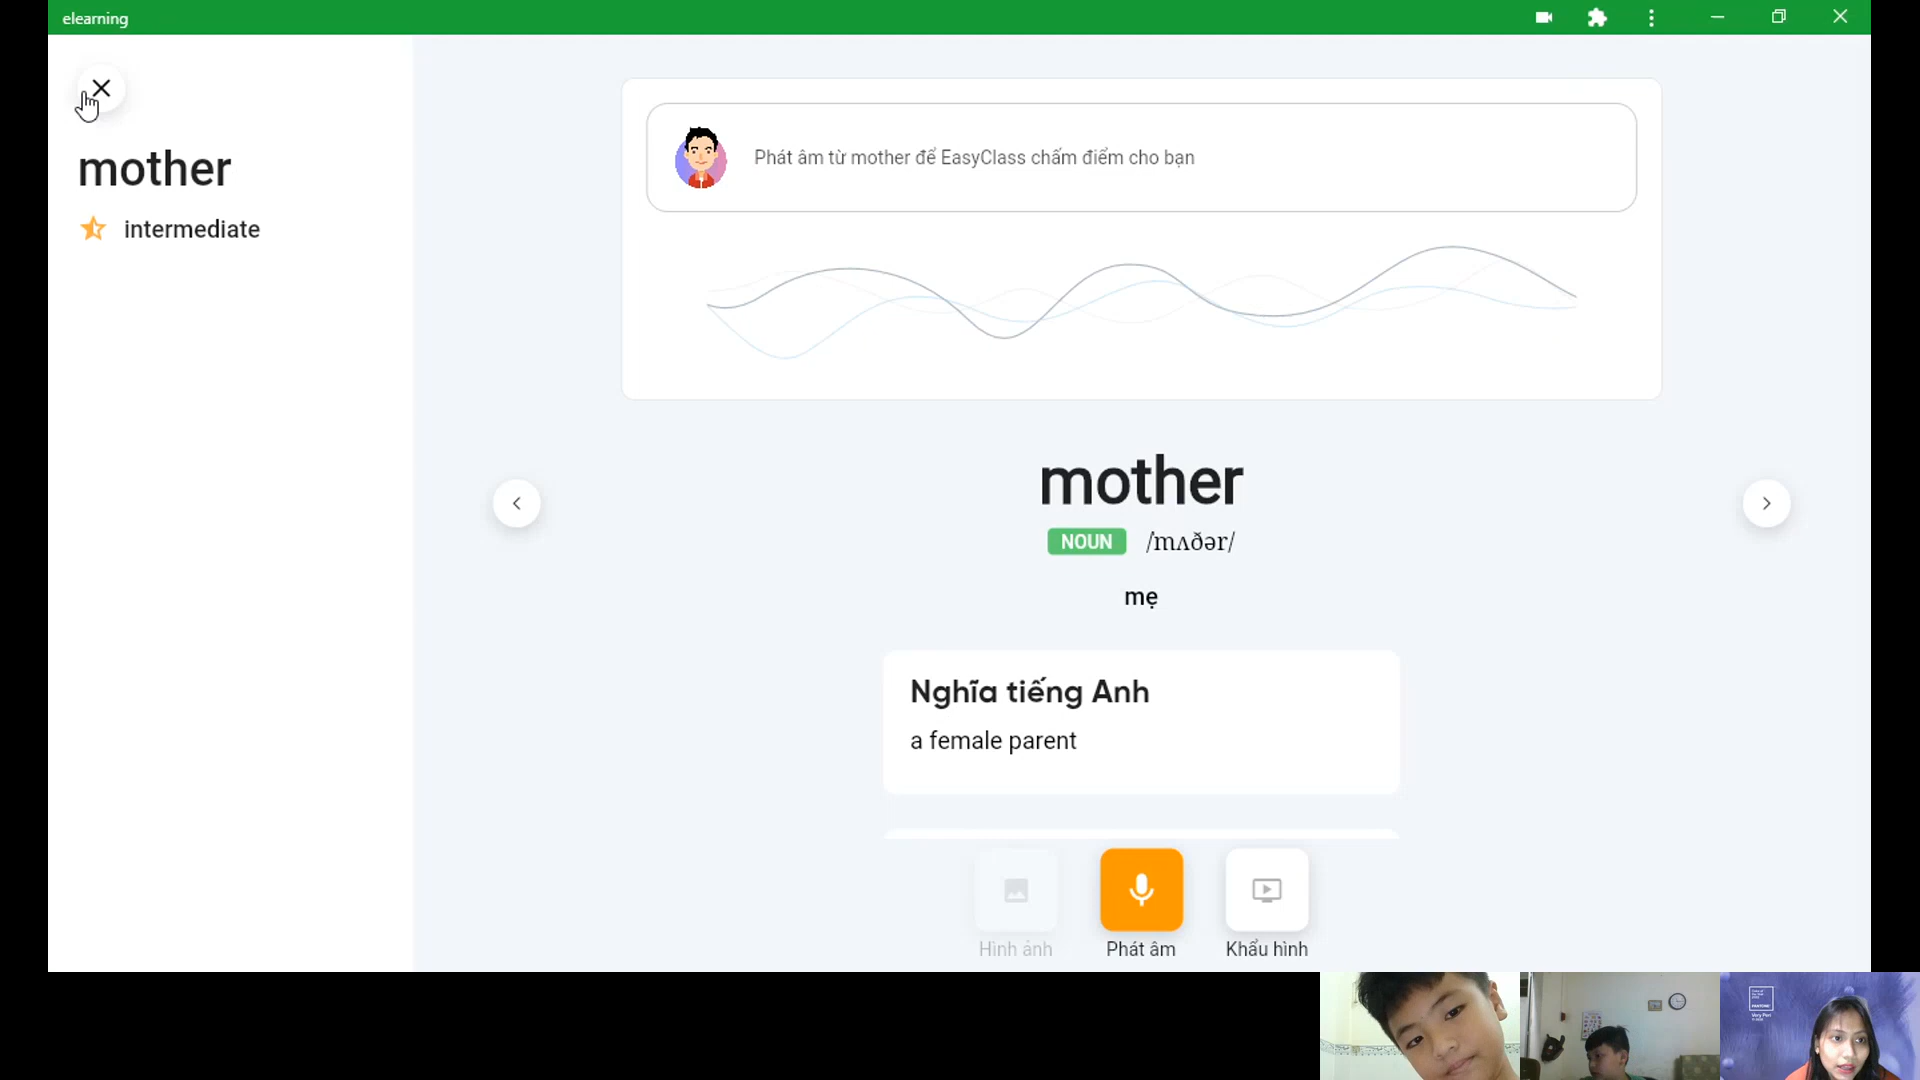 elearning
mother
intermediate
Phát âm từ mother để EasyClass chấm điểm cho bạn
mother
NOUN /mʌðər/
mẹ
Nghĩa tiếng Anh
a female parent
Hình ảnh
Phát âm
Khẩu hình